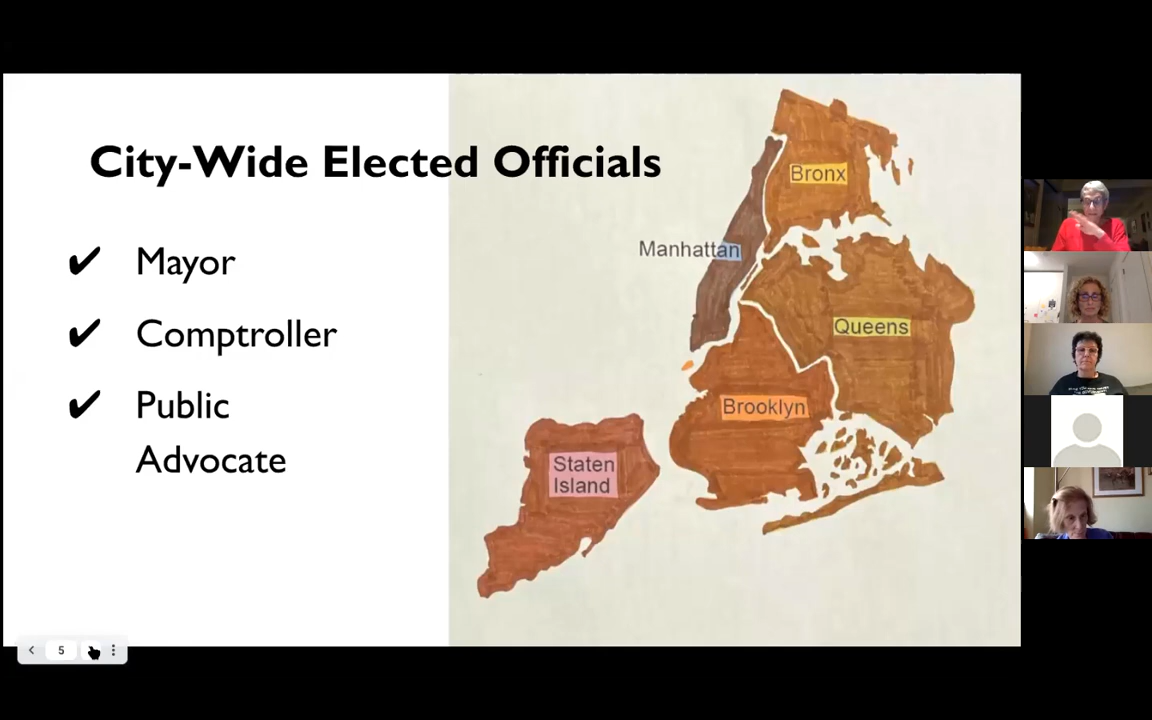 City-Wide Elected Officials
✔ Mayor
✔ Comptroller
✔ Public
Advocate
Bronx
Manhattan
Queens
Brooklyn
Staten
Island
5